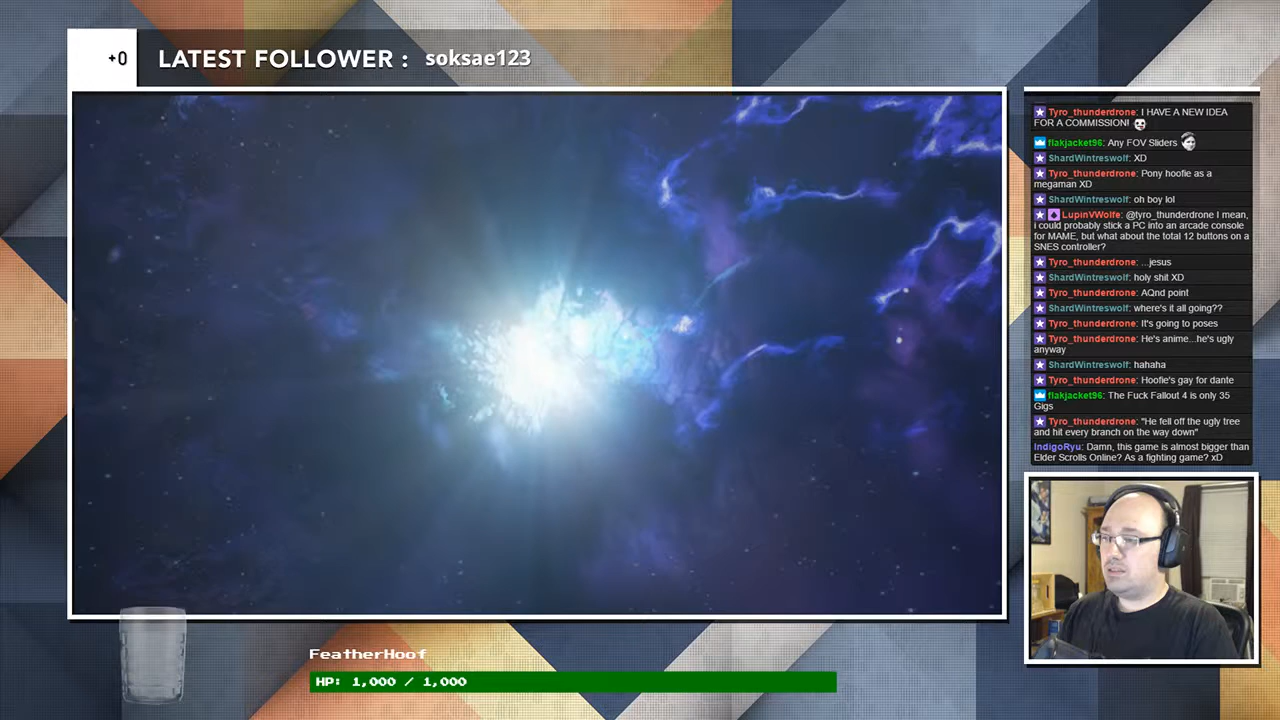 +0
LATEST FOLLOWER : soksae123
Tyro_thunderdrone: I HAVE A NEW IDEA
FOR A COMMISSION!
flakjacket96: Any FOV Sliders
ShardWintreswolf: XD
Tyro_thunderdrone: Pony hoofie as a
megaman XD
ShardWintreswolf: oh boy lol
LupinVWolfe: @tyro_thunderdrone I mean,
i could probably stick a PC into an arcade console
for MAME, but what about the total 12 buttons on a
SNES controller?
Tyro_thunderdrone: ...jesus
ShardWintreswolf: holy shit XD
Tyro_thunderdrone: AQnd point
ShardWintreswolf: where's it all going??
Tyro_thunderdrone: It's going to poses
Tyro_thunderdrone: He's anime...he's ugly
anyway
ShardWintreswolf: hahaha
Tyro_thunderdrone: Hoofie's gay for dante
flakjacket96: The Fuck Fallout 4 is only 35
Gigs
Tyro_thunderdrone: "He fell off the ugly tree
and hit every branch on the way down"
IndigoRyu: Damn, this game is almost bigger than
Elder Scrolls Online? As a fighting game? xD
FeatherHoof
HP: 1,000 / 1,000